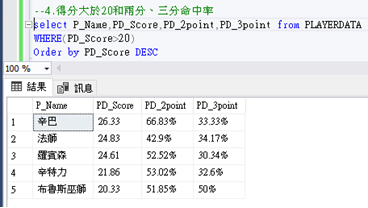 --4.得分大於20和兩分、三分命中率
select P_Name,PD_Score,PD_2point,PD_3point from PLAYERDATA
WHERE(PD_Score>20)
Order by PD_Score DESC
100 %
結果 訊息
P_Name PD_Score PD_2point PD_3point
1 辛巴 26.33 66.83% 33.33%
2 法師 24.83 42.9% 34.17%
3 羅賓森 24.61 52.52% 30.34%
4 辛特力 21.86 53.02% 32.6%
5 布魯斯巫師 20.33 51.85% 50%